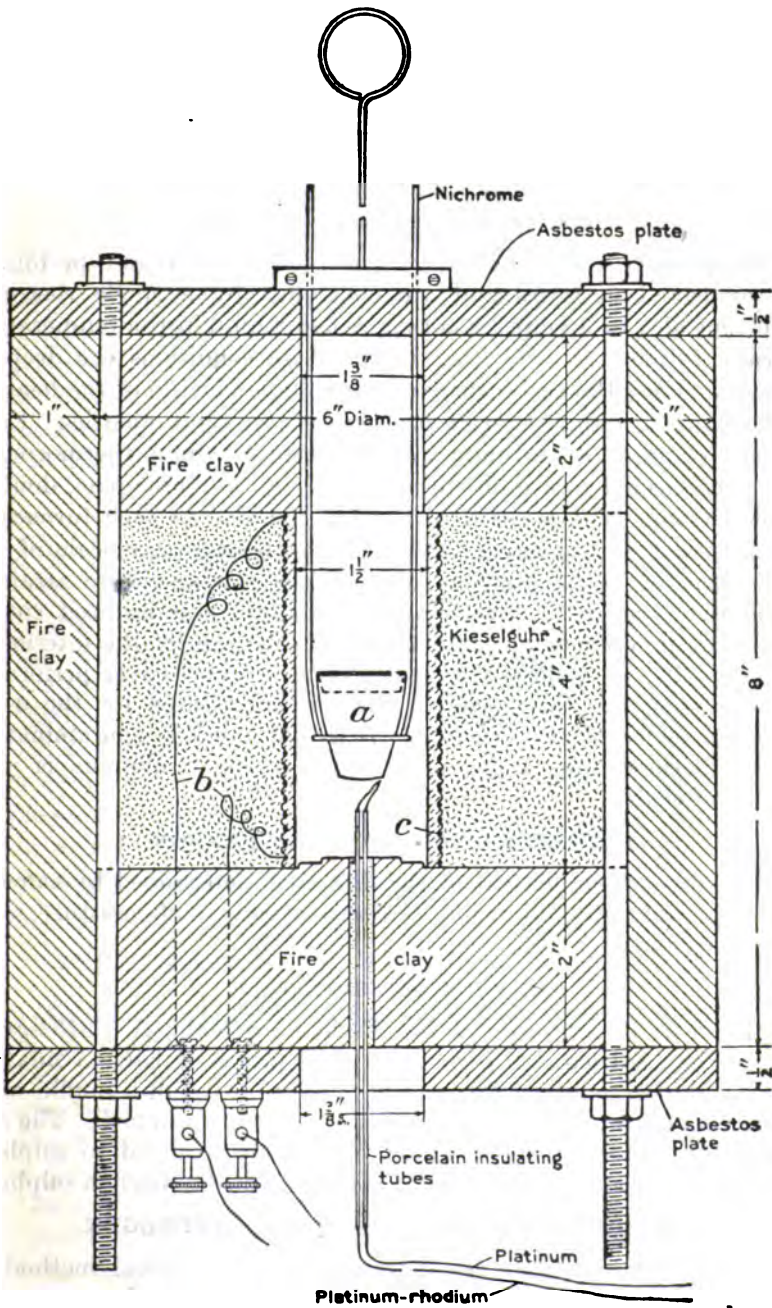 Nichrome
Asbestos plate
1/2"
1 3/8"
1"
6" Diam.
1"
2"
Fire clay
1 1/2"
Fire
clay
Kieselguhr
4"
8"
a
b
c
Fire clay
2"
1/2"
1 3/8"
Asbestos
plate
Porcelain insulating
tubes
Platinum
Platinum-rhodium